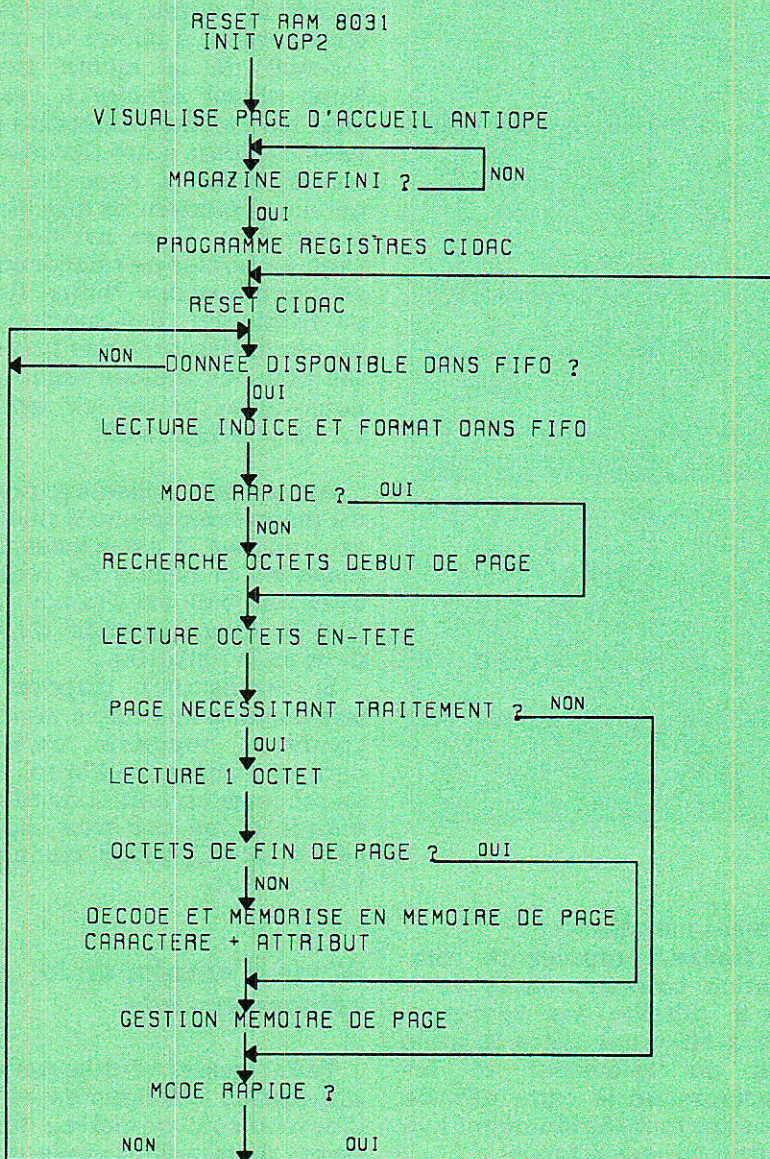 RESET RAM 8031
INIT VGP2
VISUALISE PAGE D'ACCUEIL ANTIOPE
MAGAZINE DEFINI ? NON
OUI
PROGRAMME REGISTRES CIDAC
RESET CIDAC
NON DONNEE DISPONIBLE DANS FIFO ?
OUI
LECTURE INDICE ET FORMAT DANS FIFO
MODE RAPIDE ? OUI
NON
RECHERCHE OCTETS DEBUT DE PAGE
LECTURE OCTETS EN-TETE
PAGE NECESSITANT TRAITEMENT ? NON
OUI
LECTURE 1 OCTET
OCTETS DE FIN DE PAGE ? OUI
NON
DECODE ET MEMORISE EN MEMOIRE DE PAGE
CARACTERE + ATTRIBUT
GESTION MEMOIRE DE PAGE
MODE RAPIDE ?
NON OUI